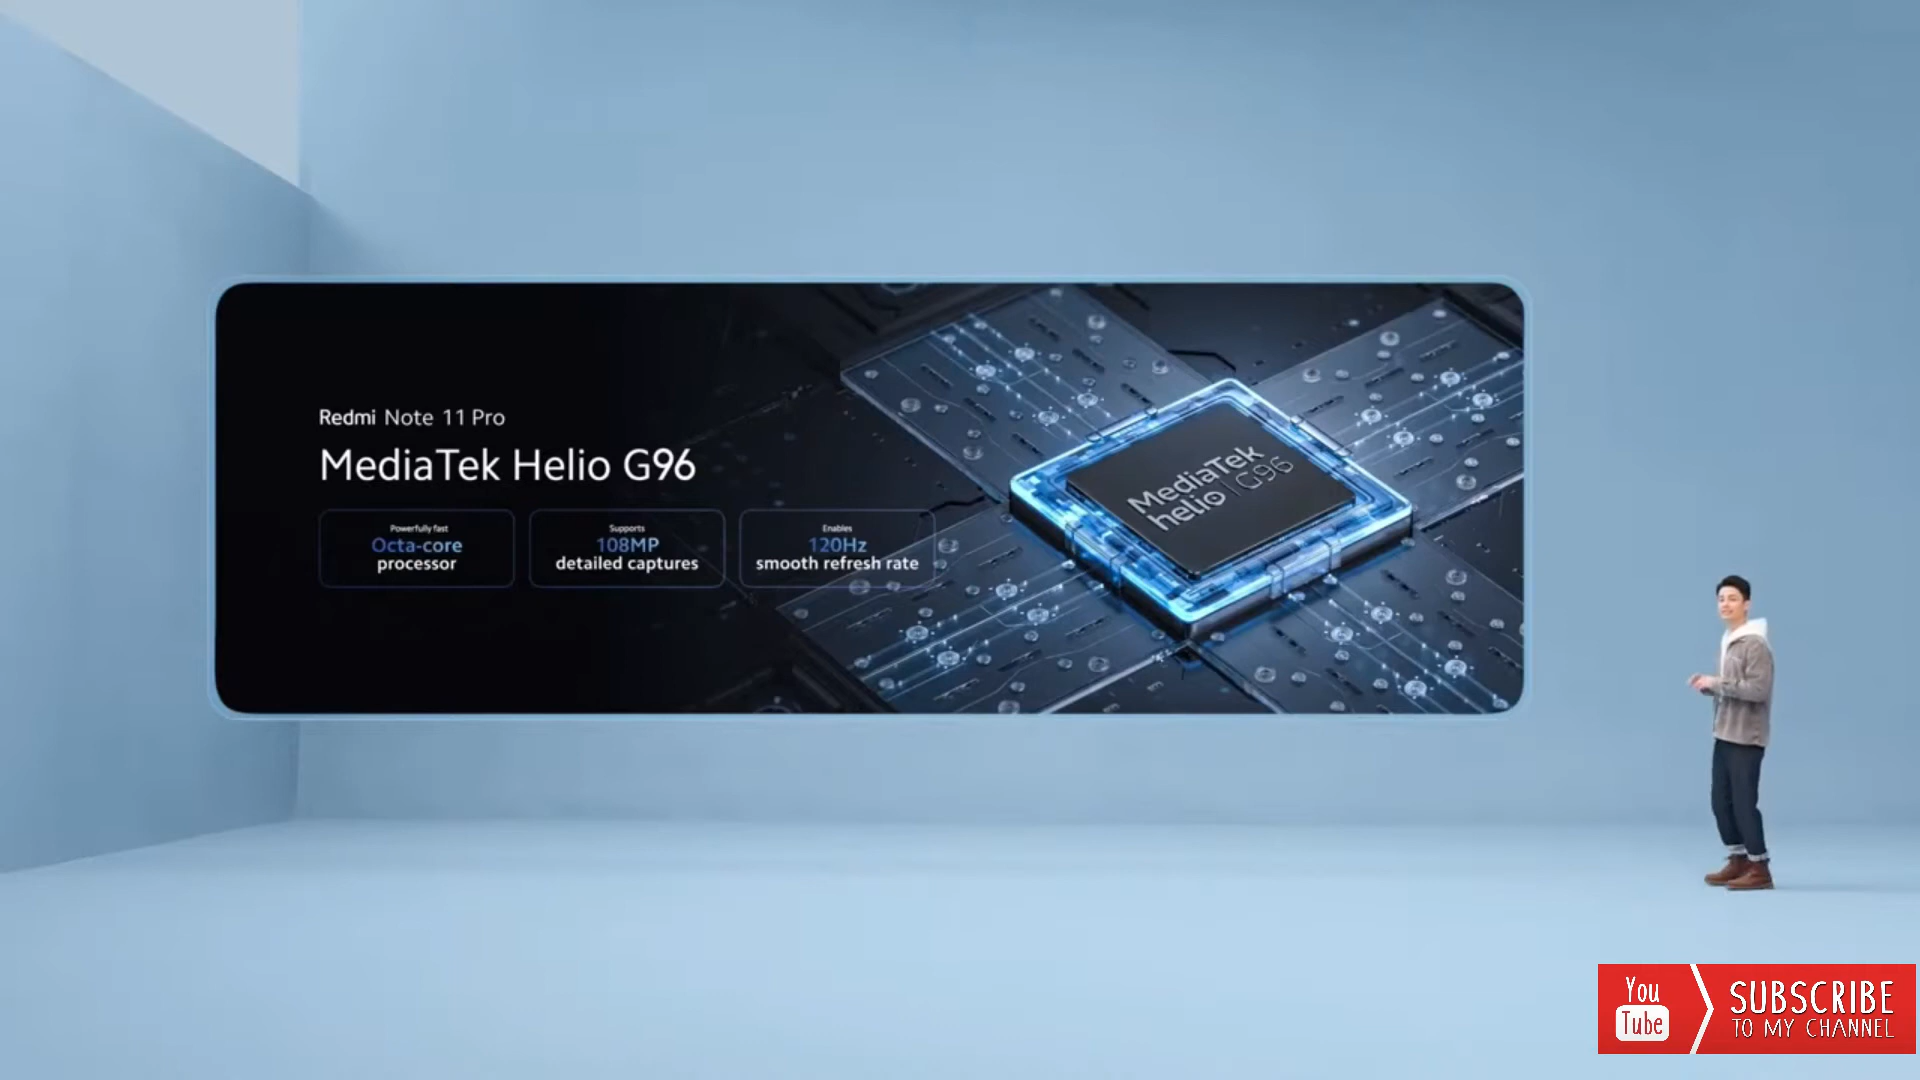 Redmi Note 11 Pro
MediaTek Helio G96
Powerfully fast
Octa-core
processor
Supports
108MP
detailed captures
Enables
120Hz
smooth refresh rate
MediaTek
helio | G96
You
Tube
SUBSCRIBE
TO MY CHANNEL